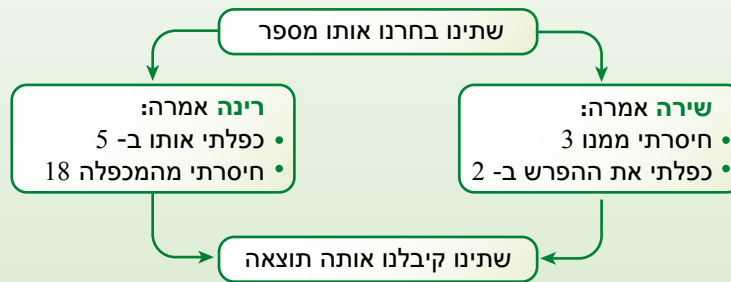 שתינו בחרנו אותו מספר
שירה אמרה:
• חיסרתי ממנו 3
• כפלתי את ההפרש ב- 2
רינה אמרה:
• כפלתי אותו ב- 5
• חיסרתי מהמכפלה 18
שתינו קיבלנו אותה תוצאה